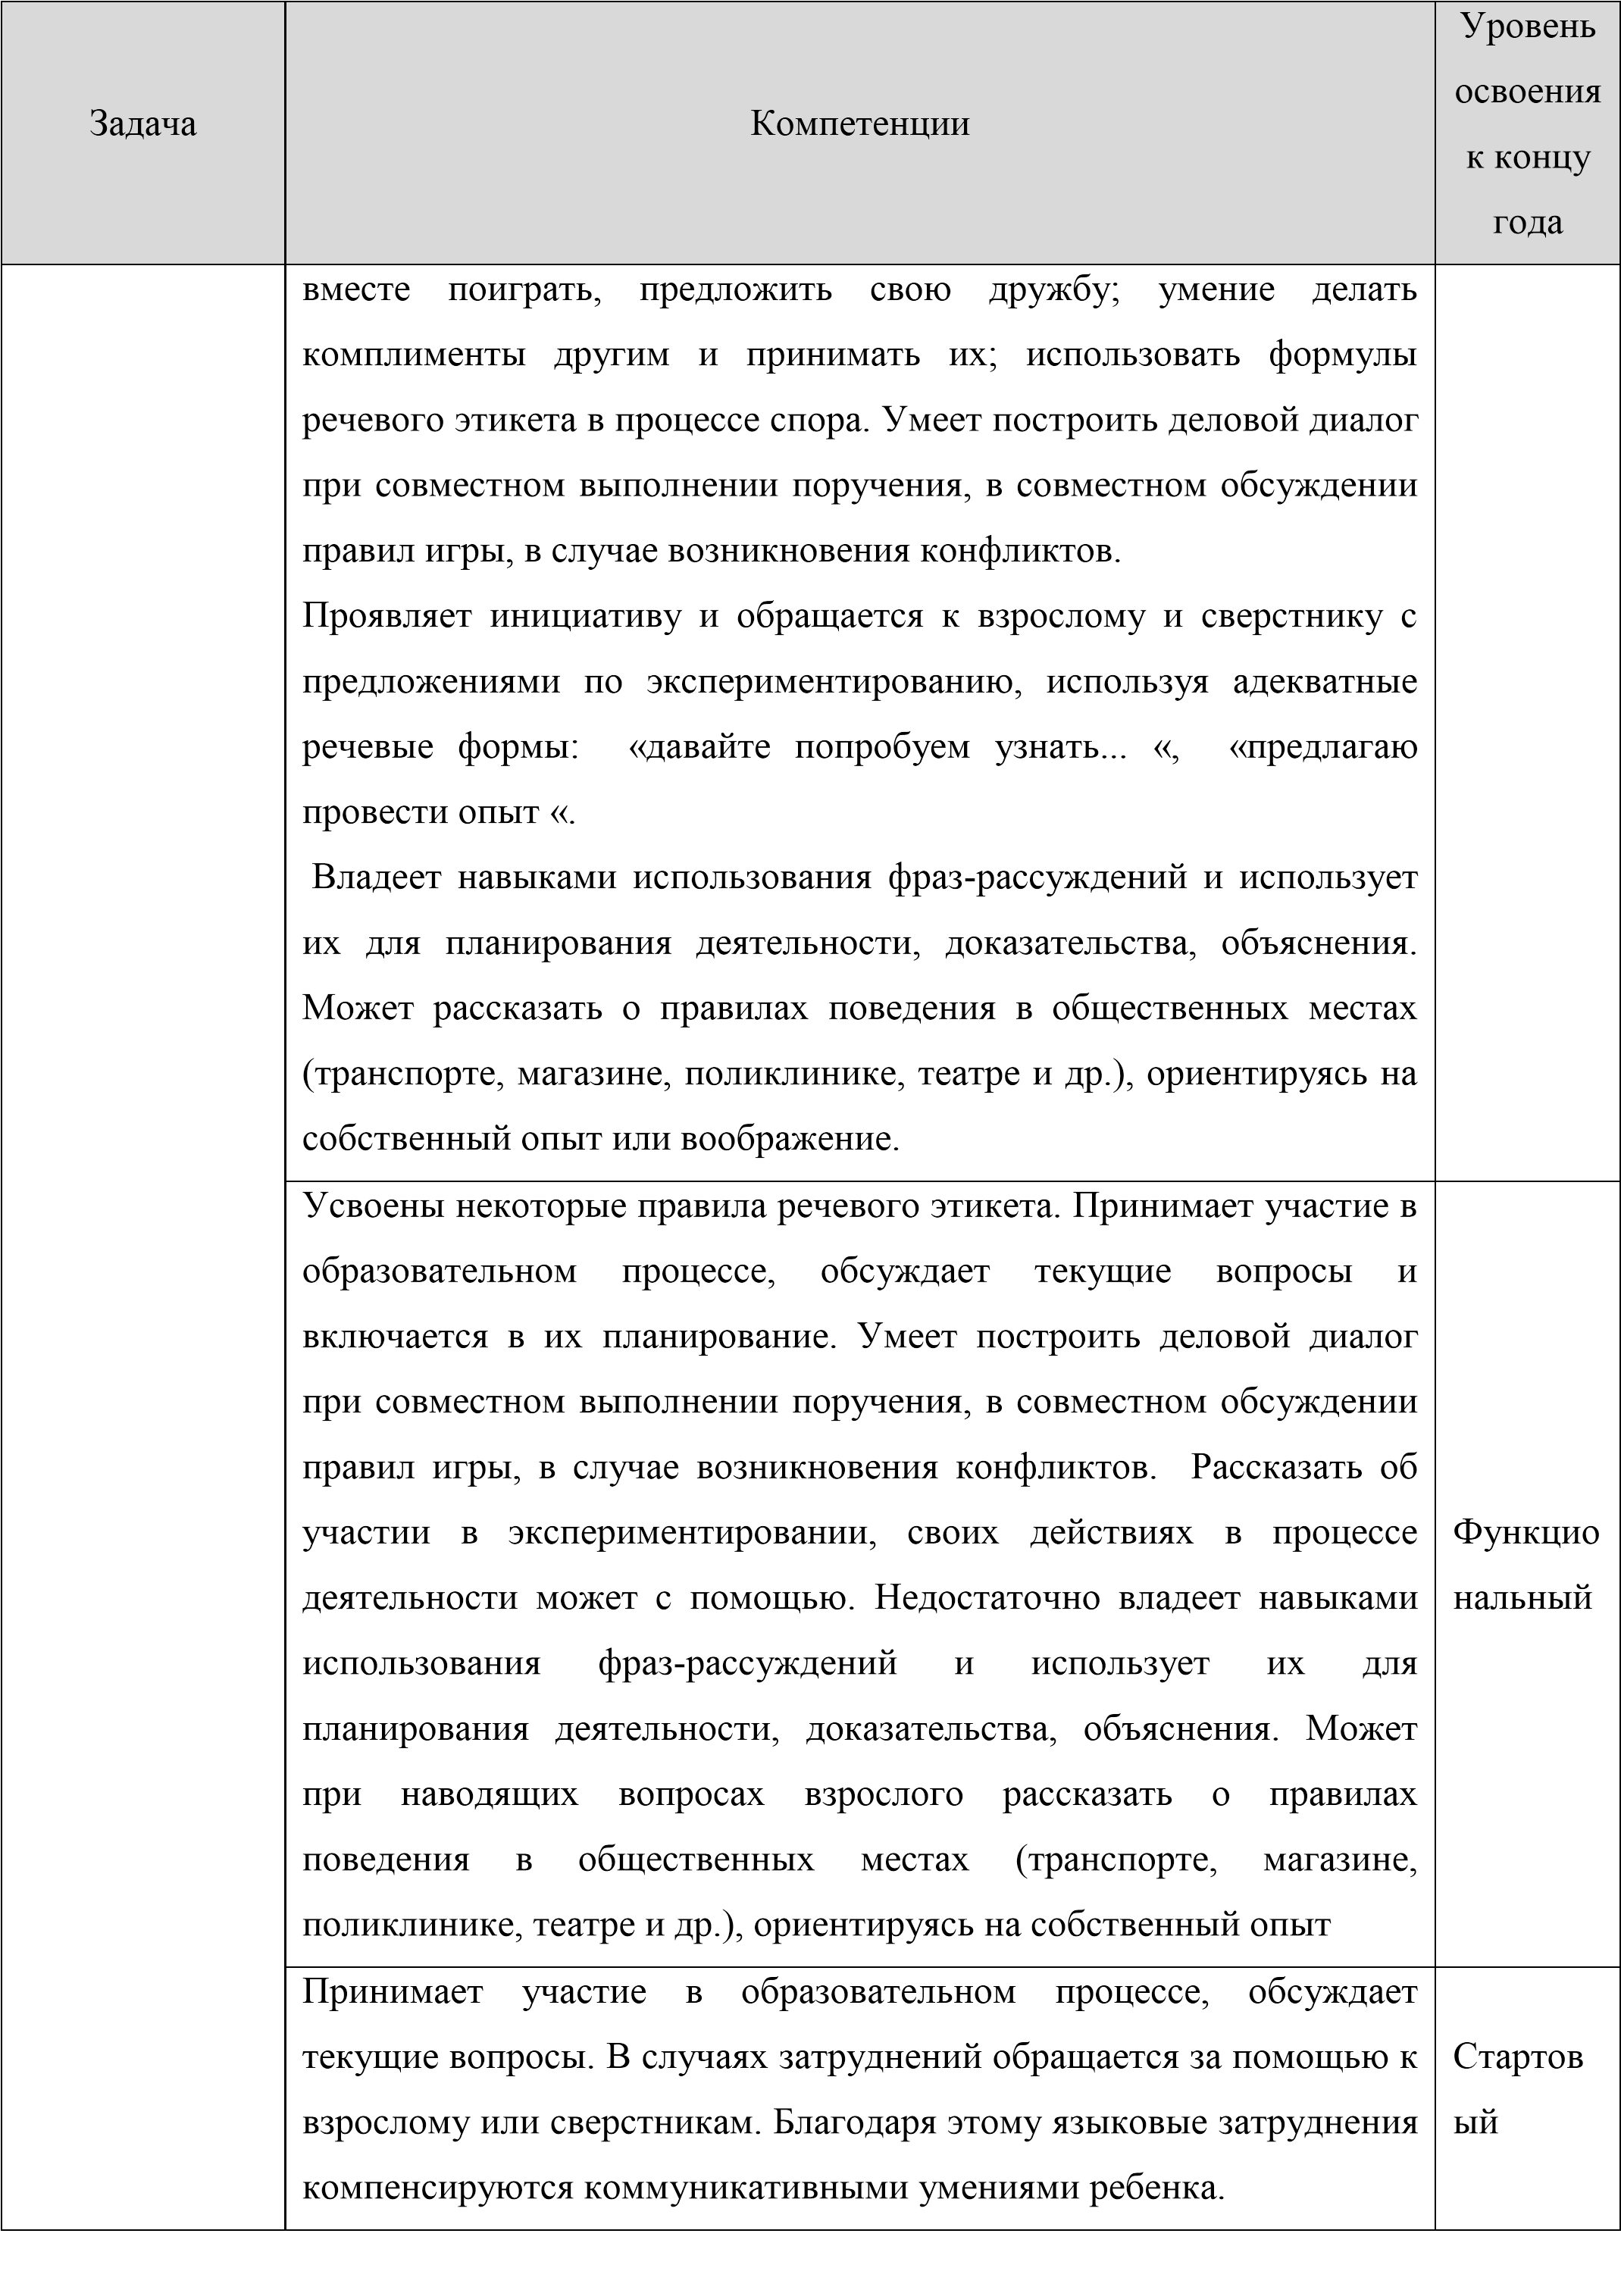 Задача
Компетенции
Уровень
освоения
к концу
года
вместе поиграть, предложить свою дружбу; умение делать
комплименты другим и принимать их; использовать формулы
речевого этикета в процессе спора. Умеет построить деловой диалог
при совместном выполнении поручения, в совместном обсуждении
правил игры, в случае возникновения конфликтов.
Проявляет инициативу и обращается к взрослому и сверстнику с
предложениями по экспериментированию, используя адекватные
речевые формы: «давайте попробуем узнать... «, «предлагаю
провести опыт «.
Владеет навыками использования фраз-рассуждений и использует
их для планирования деятельности, доказательства, объяснения.
Может рассказать о правилах поведения в общественных местах
(транспорте, магазине, поликлинике, театре и др.), ориентируясь на
собственный опыт или воображение.
Усвоены некоторые правила речевого этикета. Принимает участие в
образовательном процессе, обсуждает текущие вопросы и
включается в их планирование. Умеет построить деловой диалог
при совместном выполнении поручения, в совместном обсуждении
правил игры, в случае возникновения конфликтов. Рассказать об
участии в экспериментировании, своих действиях в процессе
деятельности может с помощью. Недостаточно владеет навыками
использования фраз-рассуждений и использует их для
планирования деятельности, доказательства, объяснения. Может
при наводящих вопросах взрослого рассказать о правилах
поведения в общественных местах (транспорте, магазине,
поликлинике, театре и др.), ориентируясь на собственный опыт
Функцио
нальный
Принимает участие в образовательном процессе, обсуждает
текущие вопросы. В случаях затруднений обращается за помощью к
взрослому или сверстникам. Благодаря этому языковые затруднения
компенсируются коммуникативными умениями ребенка.
Стартов
ый